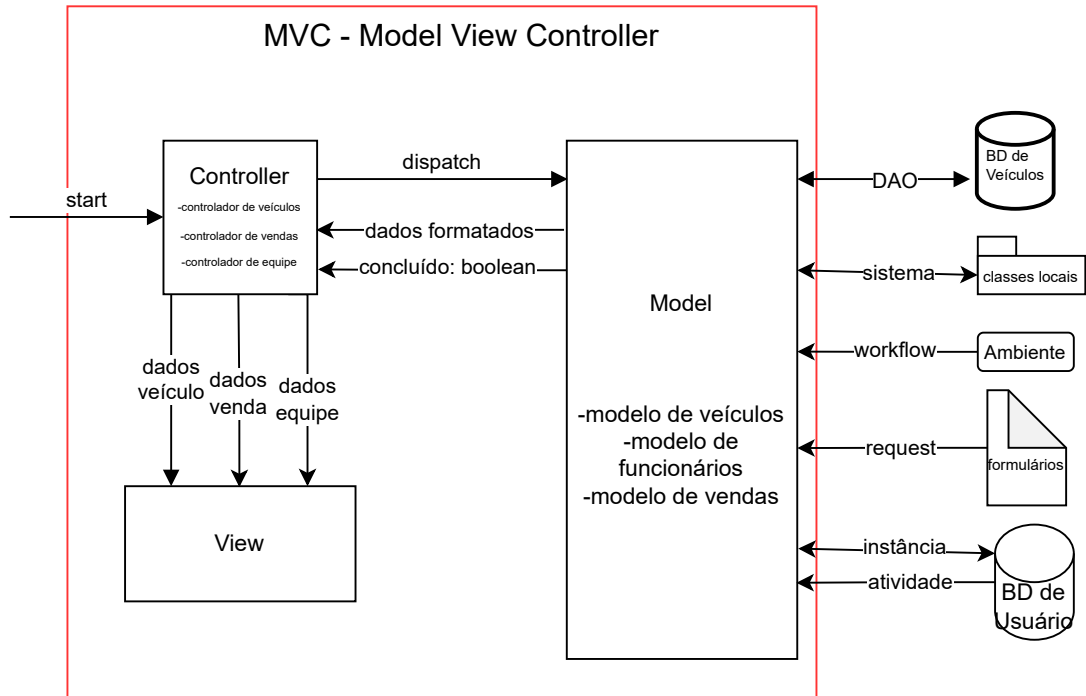 MVC - Model View Controller
start
Controller
-controlador de veículos
-controlador de vendas
-controlador de equipe
dispatch
dados formatados
concluído: boolean
dados
veículo
dados
venda
dados
equipe
View
Model
-modelo de veículos
-modelo de
funcionários
-modelo de vendas
DAO
BD de
Veículos
sistema
classes locais
workflow
Ambiente
request
formulários
instância
atividade
BD de
Usuário